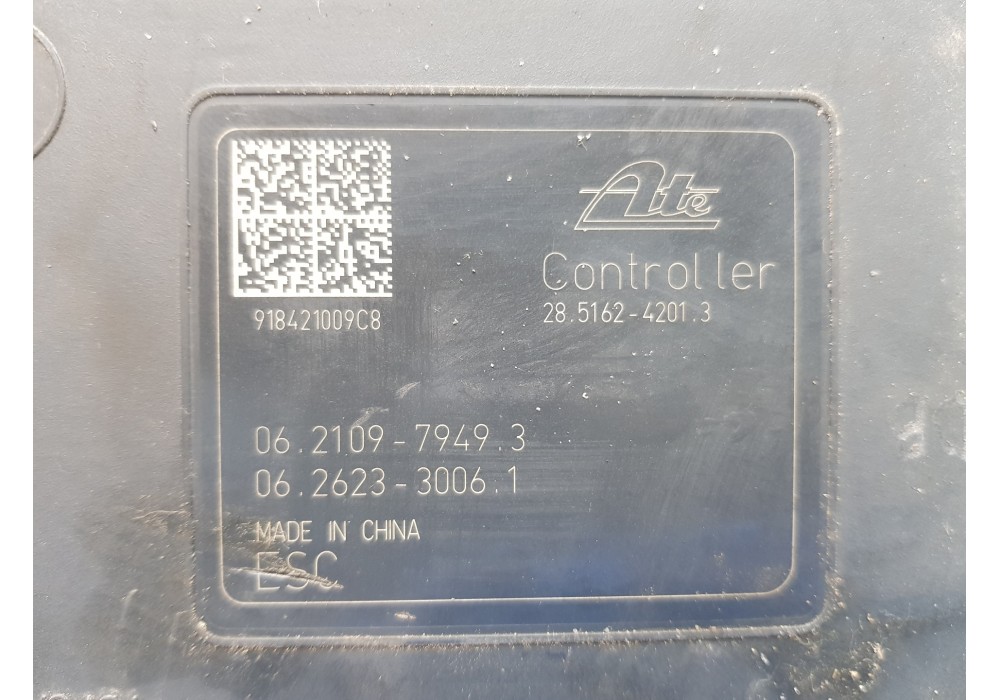 Ate
Controller
28.5162-4201.3
918421009C8
06.2109-7949.3
06.2623-3006.1
MADE IN CHINA
ESC